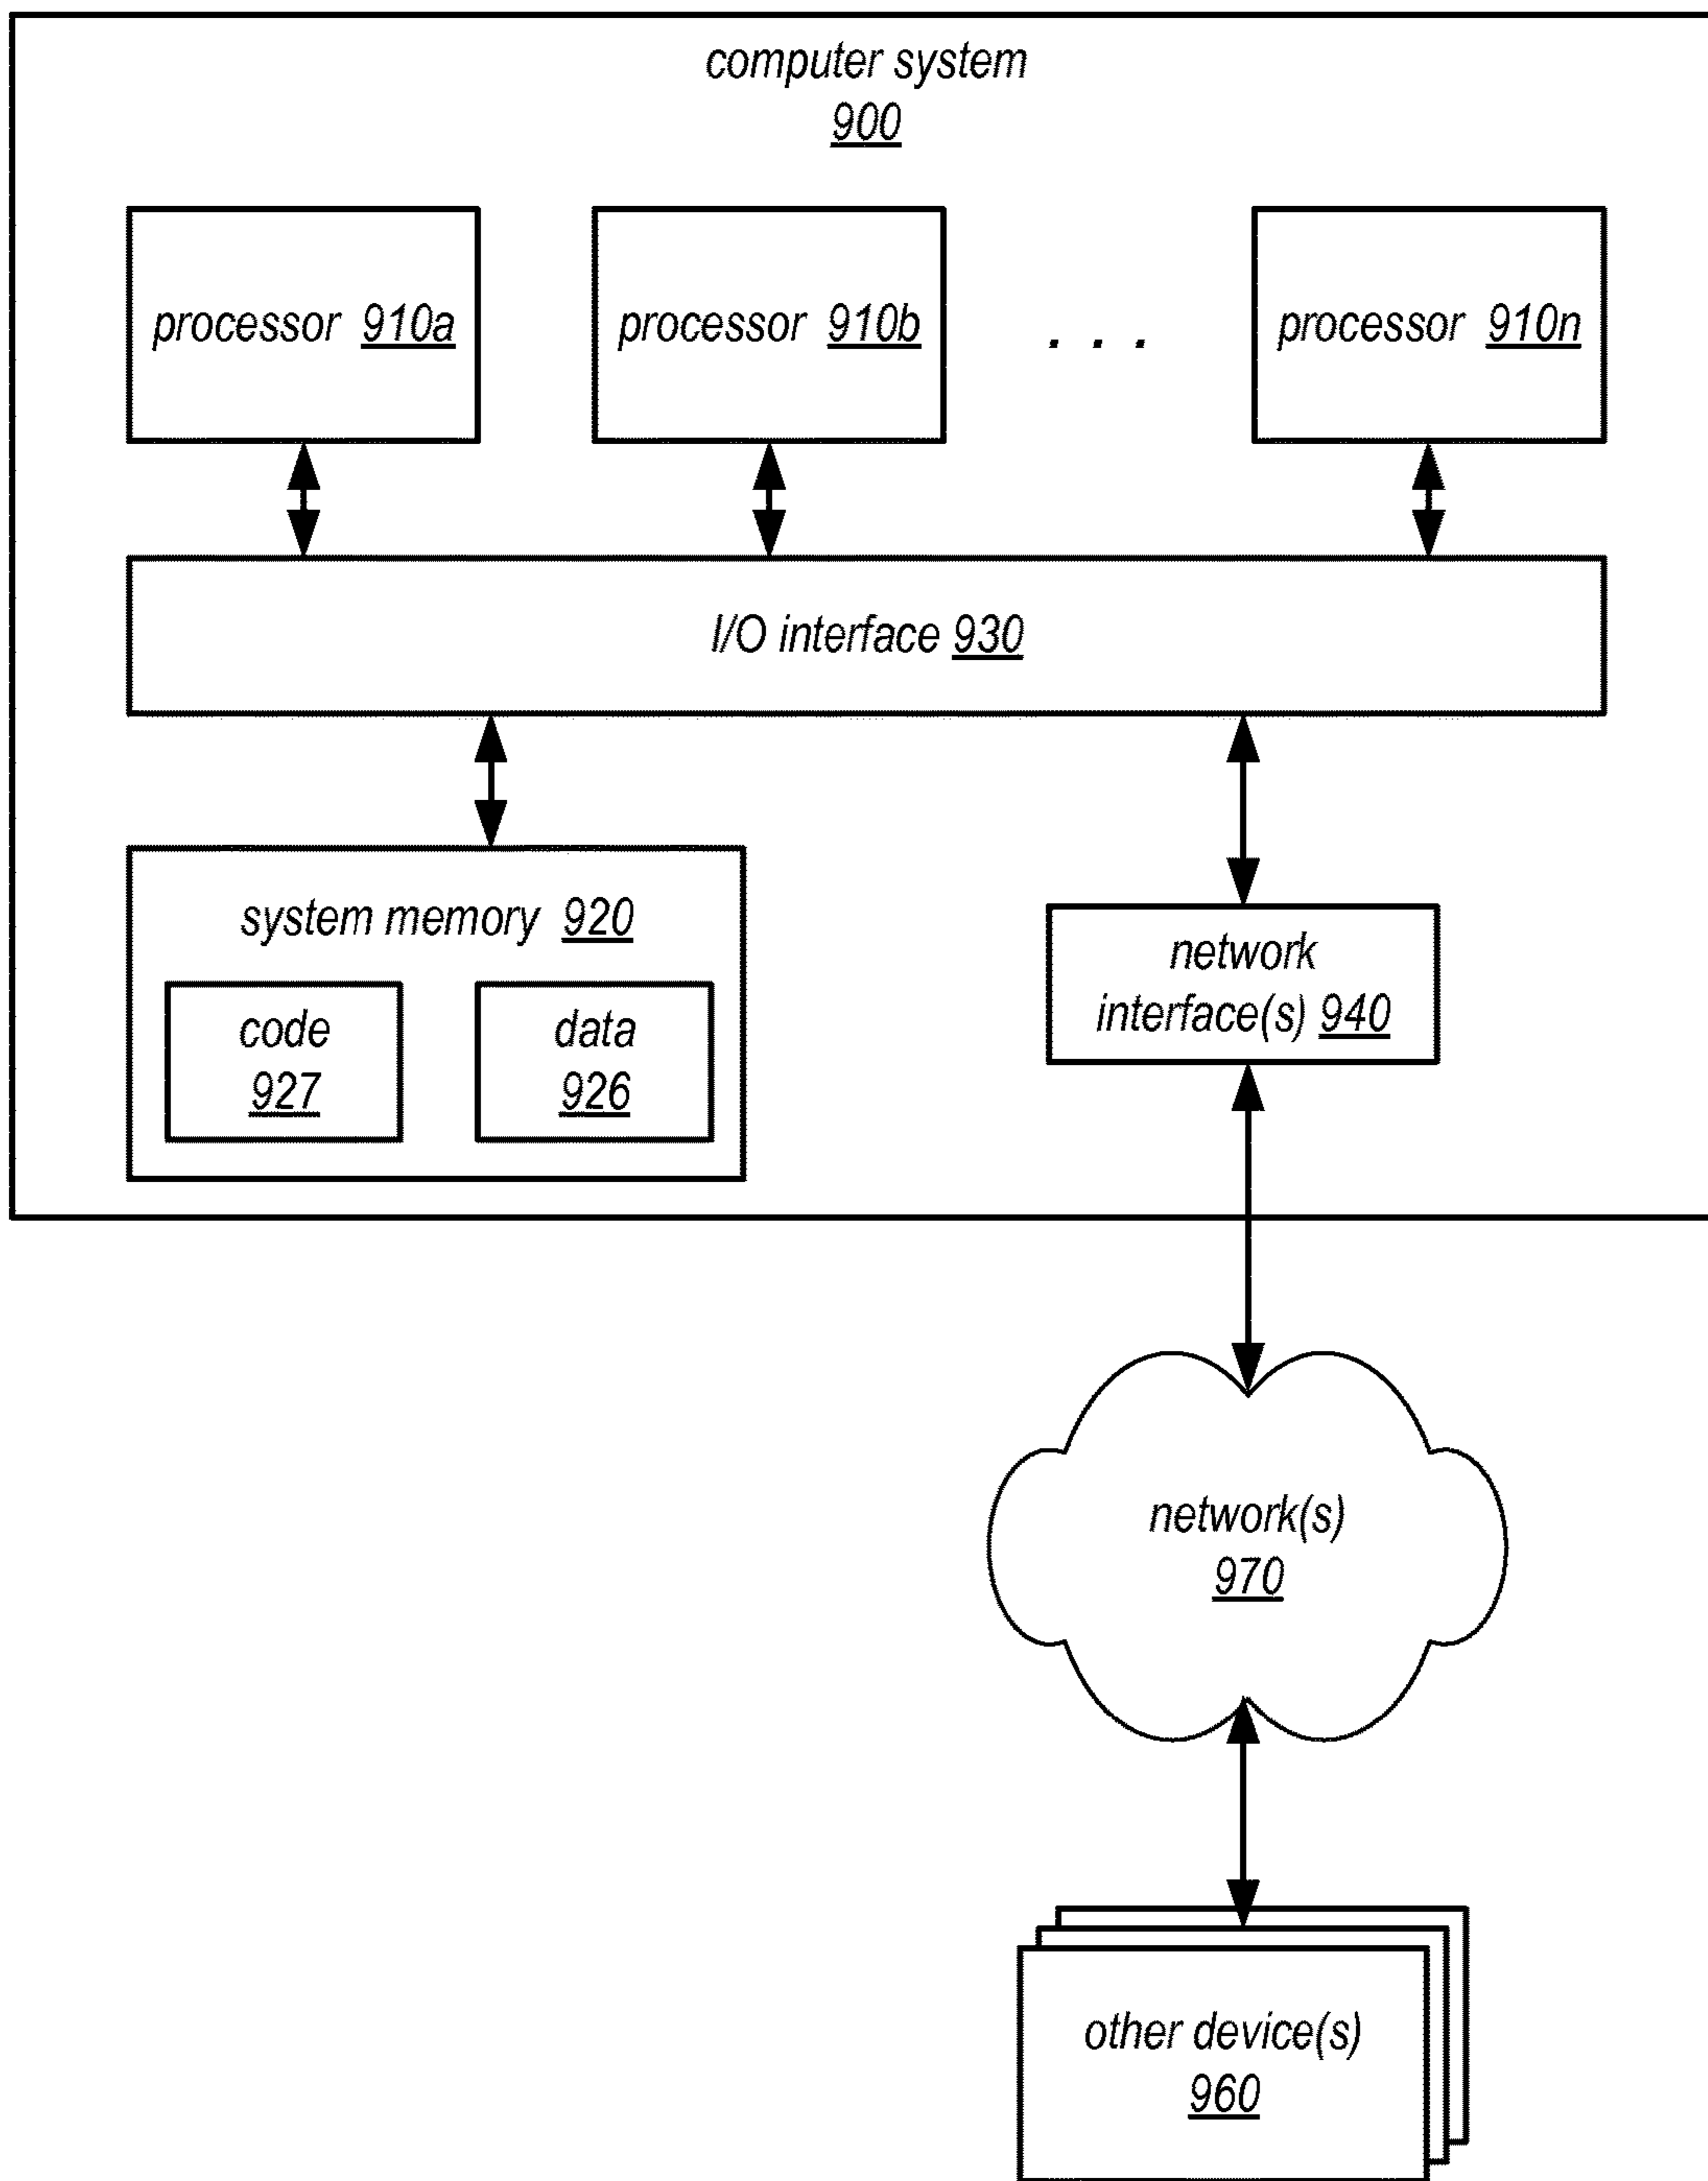 computer system
900
processor 910a
processor 910b
. . .
processor 910n
I/O interface 930
system memory 920
code
927
data
926
network
interface(s) 940
network(s)
970
other device(s)
960